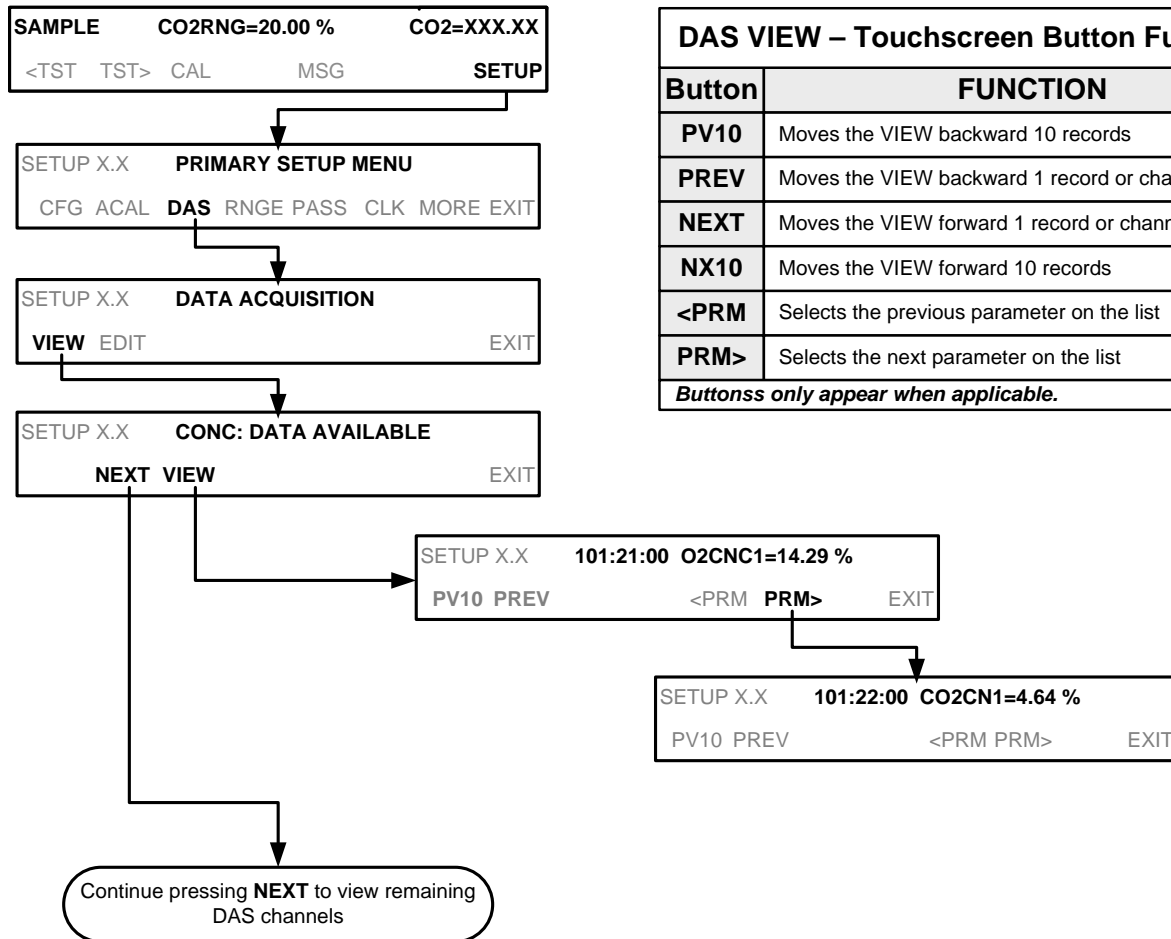 SAMPLE CO2RNG=20.00 % CO2=XXX.XX
<TST TST> CAL MSG SETUP
SETUP X.X PRIMARY SETUP MENU
CFG ACAL DAS RNGE PASS CLK MORE EXIT
SETUP X.X DATA ACQUISITION
VIEW EDIT EXIT
SETUP X.X CONC: DATA AVAILABLE
NEXT VIEW EXIT
SETUP X.X 101:21:00 O2CNC1=14.29 %
PV10 PREV <PRM PRM> EXIT
SETUP X.X 101:22:00 CO2CN1=4.64 %
PV10 PREV <PRM PRM> EXIT
Continue pressing NEXT to view remaining
DAS channels
DAS VIEW – Touchscreen Button
Button FUNCTION
PV10 Moves the VIEW backward 10 records
PREV Moves the VIEW backward 1 record or
NEXT Moves the VIEW forward 1 record or
NX10 Moves the VIEW forward 10 records
<PRM Selects the previous parameter on the list
PRM> Selects the next parameter on the list
Buttonss only appear when applicable.